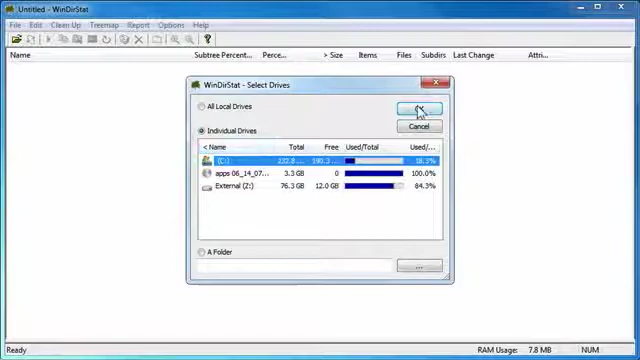 Untitled - WinDirStat
File Edit Clean Up Treemap Report Options Help
Name Subtree Percent... Perce... > Size Items Files Subdirs Last Change Attri...
WinDirStat - Select Drives
All Local Drives
Cancel
Individual Drives
< Name Total Free Used/Total Used/...
(C:) 232.8 ... 190.3 ... 18.3%
apps 06_14_07... 3.3 GB 0 100.0%
External (Z:) 76.3 GB 12.0 GB 84.3%
A Folder
...
Ready RAM Usage: 7.8 MB NUM